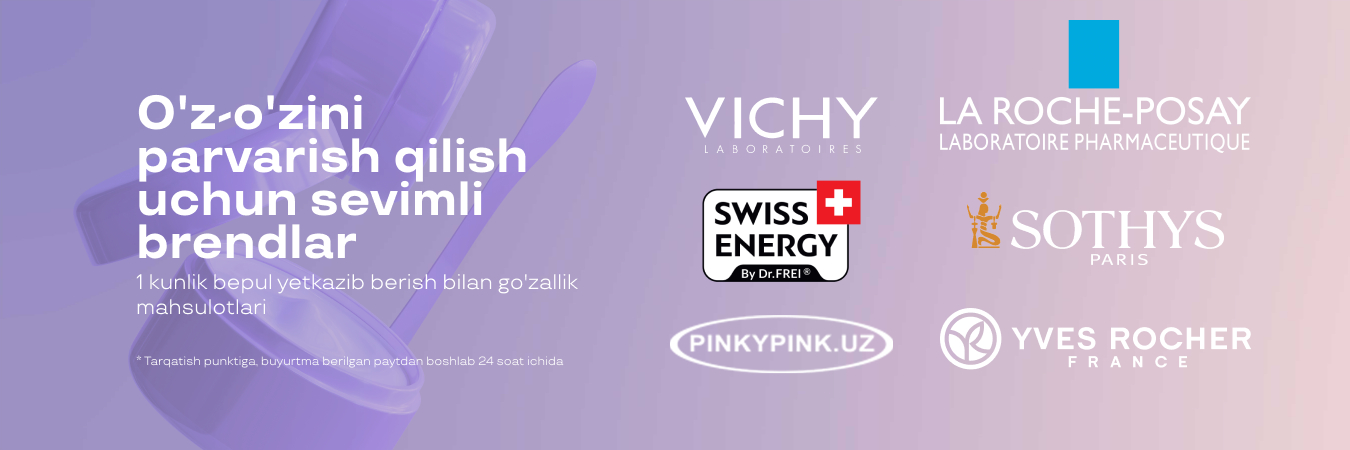 O'z-o'zini
parvarish qilish
uchun sevimli
brendlar
1 kunlik bepul yetkazib berish bilan go'zallik
mahsulotlari
* Tarqatish punktiga, buyurtma berilgan paytdan boshlab 24 soat ichida
VICHY
LABORATOIRES
LA ROCHE-POSAY
LABORATOIRE PHARMACEUTIQUE
SWISS
ENERGY
By Dr.FREI®
SOTHYS
PARIS
PINKYPINK.UZ
YVES ROCHER
FRANCE